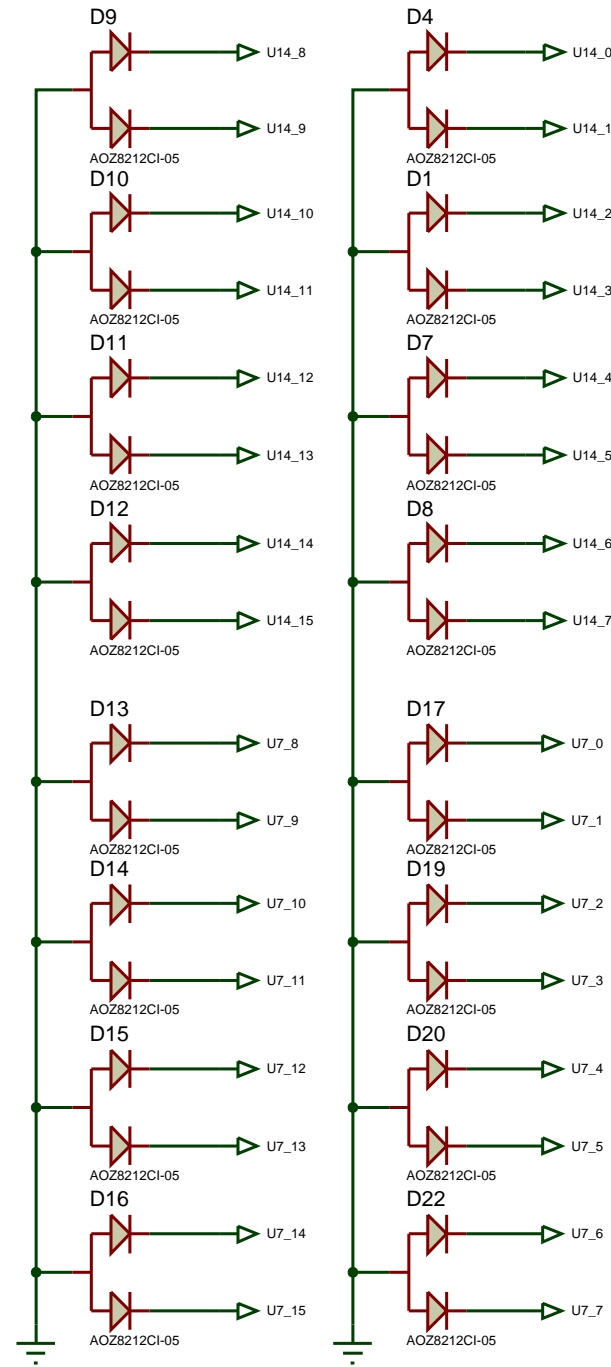 D9
U14_8
U14_9
AOZ8212CI-05
D10
U14_10
U14_11
AOZ8212CI-05
D11
U14_12
U14_13
AOZ8212CI-05
D12
U14_14
U14_15
AOZ8212CI-05
D13
U7_8
U7_9
AOZ8212CI-05
D14
U7_10
U7_11
AOZ8212CI-05
D15
U7_12
U7_13
AOZ8212CI-05
D16
U7_14
U7_15
AOZ8212CI-05
D4
U14_0
U14_1
AOZ8212CI-05
D1
U14_2
U14_3
AOZ8212CI-05
D7
U14_4
U14_5
AOZ8212CI-05
D8
U14_6
U14_7
AOZ8212CI-05
D17
U7_0
U7_1
AOZ8212CI-05
D19
U7_2
U7_3
AOZ8212CI-05
D20
U7_4
U7_5
AOZ8212CI-05
D22
U7_6
U7_7
AOZ8212CI-05